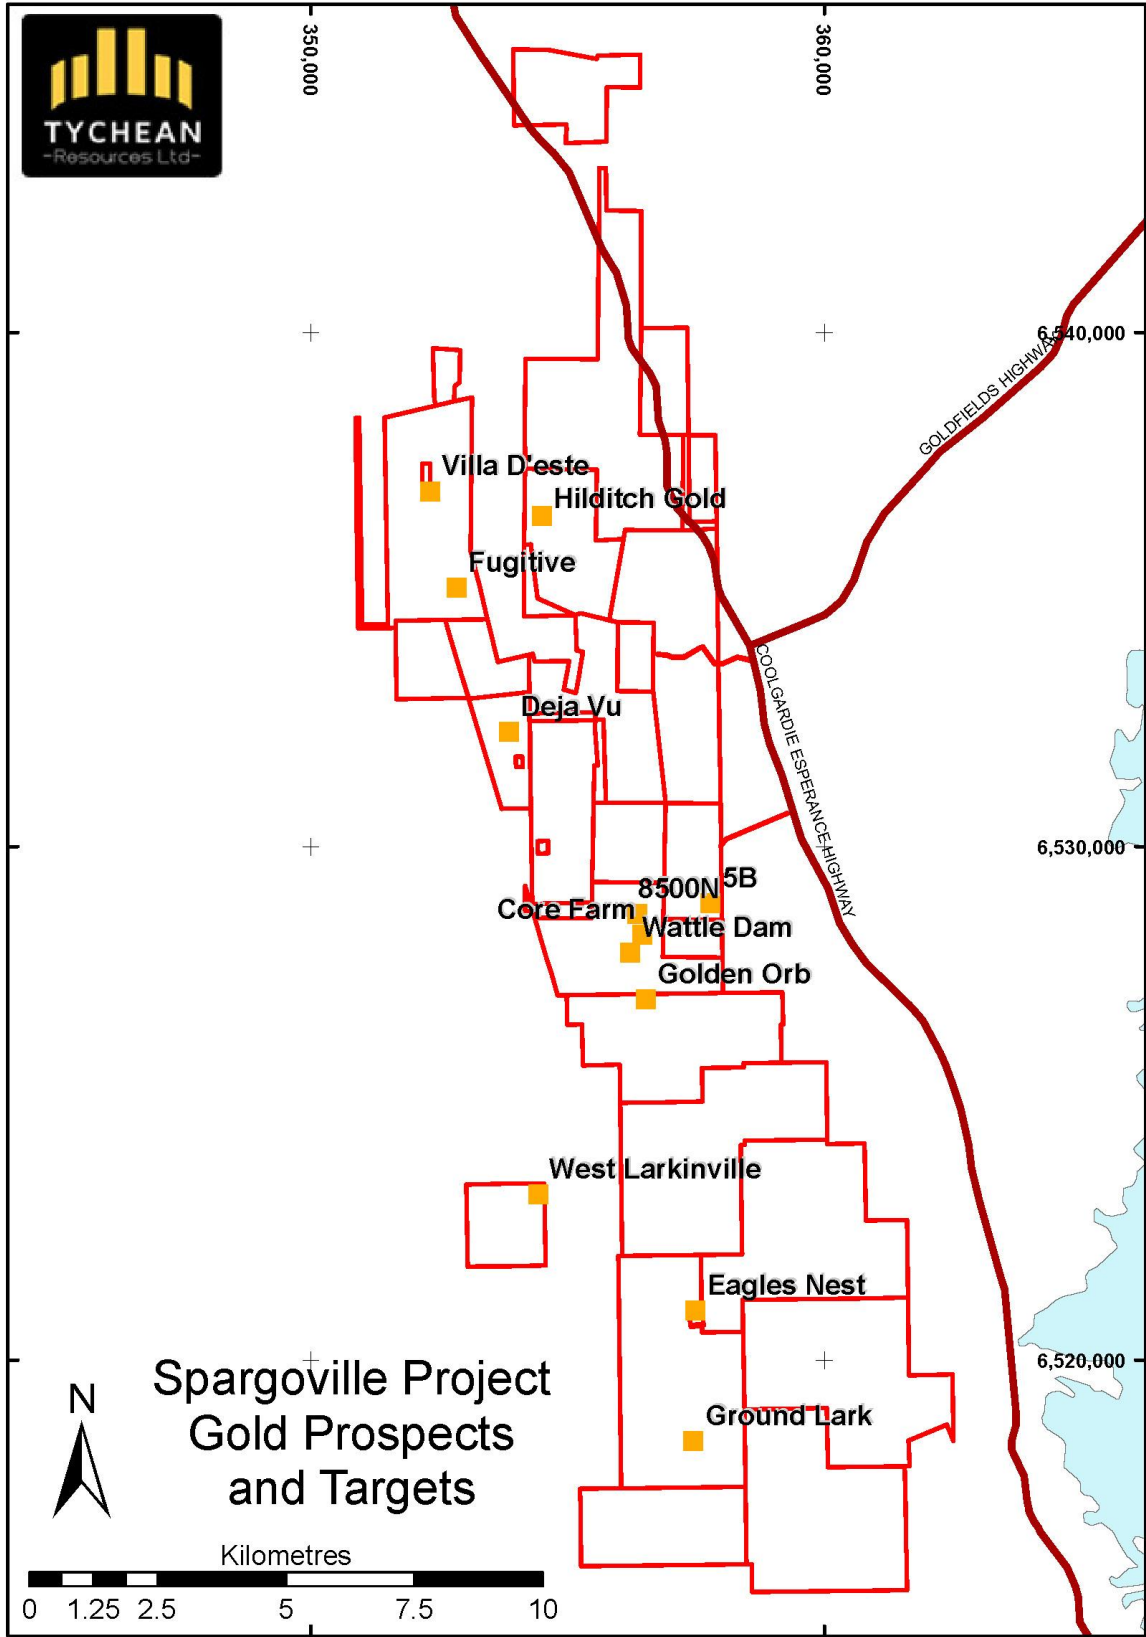 TYCHEAN
-Resources Ltd-
350,000
360,000
6,540,000
GOLDFIELDS HIGHWAY
Villa D'este
Hilditch Gold
Fugitive
COOLGARDIE ESPERANCE HIGHWAY
Deja Vu
6,530,000
5B
8500N
Core Farm
Wattle Dam
Golden Orb
West Larkinville
Eagles Nest
6,520,000
Ground Lark
N
Spargoville Project
Gold Prospects
and Targets
Kilometres
0 1.25 2.5 5 7.5 10